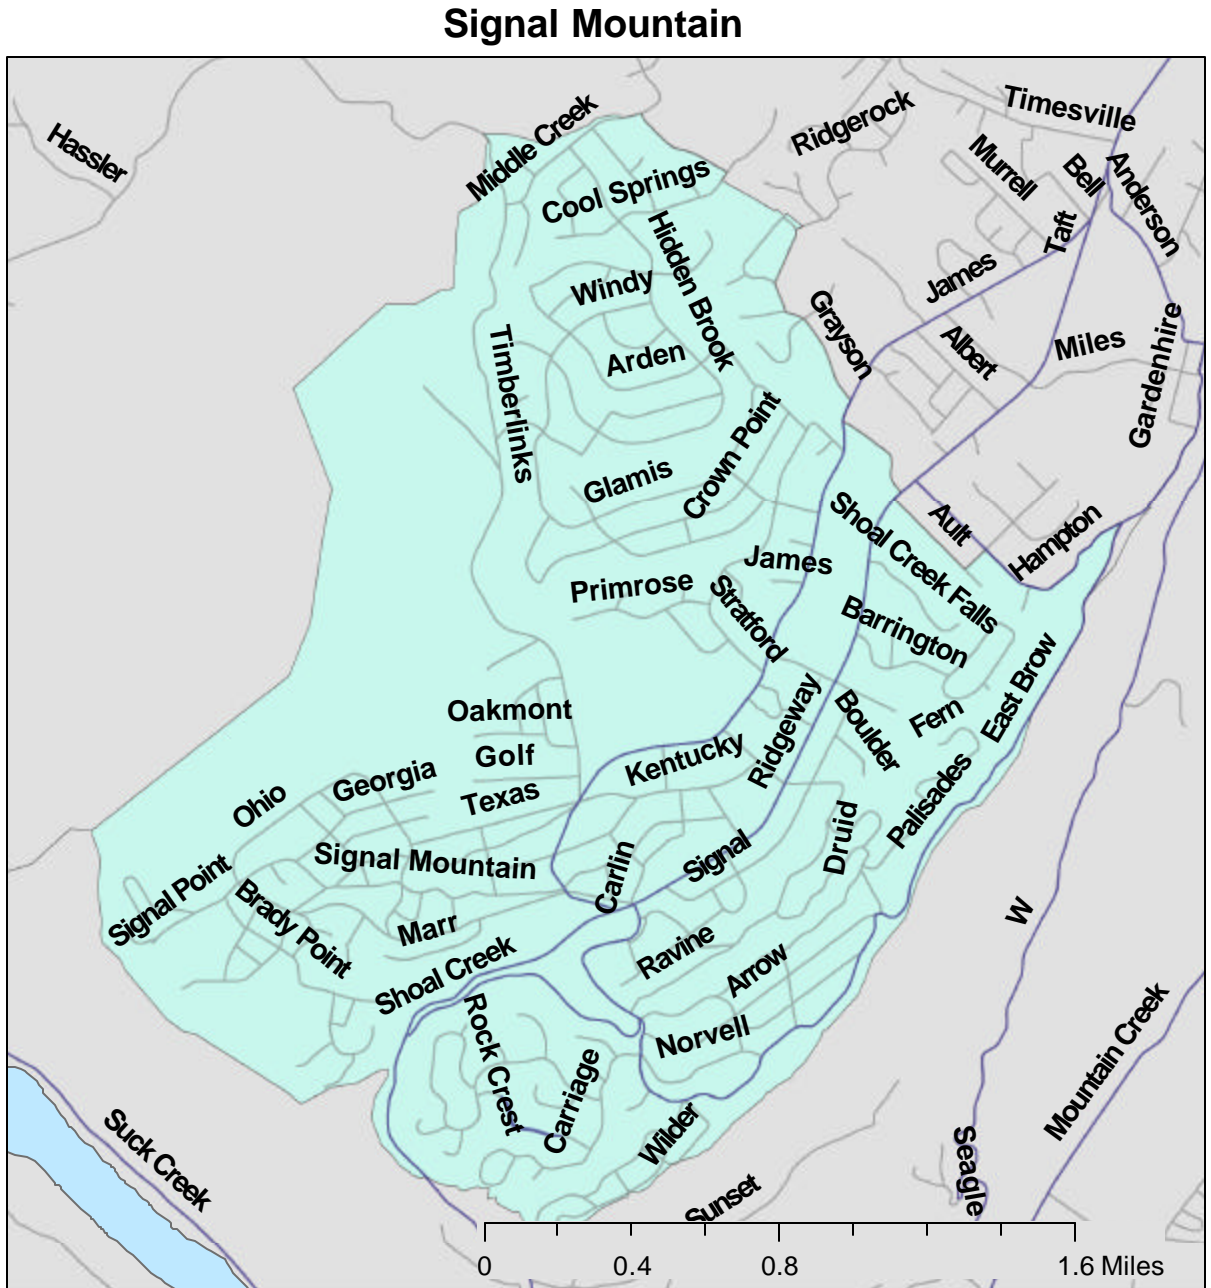 Signal Mountain
Timesville
Ridgerock
Middle Creek
Hassler
Murrell
Bell
Anderson
Cool Springs
Taft
Hidden Brook
James
Windy
Grayson
Gardenhire
Albert
Miles
Timberlinks
Arden
Crown Point
Glamis
Shoal Creek Falls
Ault
Hampton
James
Primrose
Stratford
Barrington
East Brow
Oakmont
Ridgeway
Boulder
Fern
Golf
Kentucky
Georgia
Texas
Ohio
Palisades
Druid
Signal Mountain
Signal
Carlin
Signal Point
Brady Point
Marr
W
Ravine
Arrow
Shoal Creek
Rock Crest
Norvell
Mountain Creek
Carriage
Wilder
Suck Creek
Seagle
Sunset
0 0.4 0.8 1.6 Miles